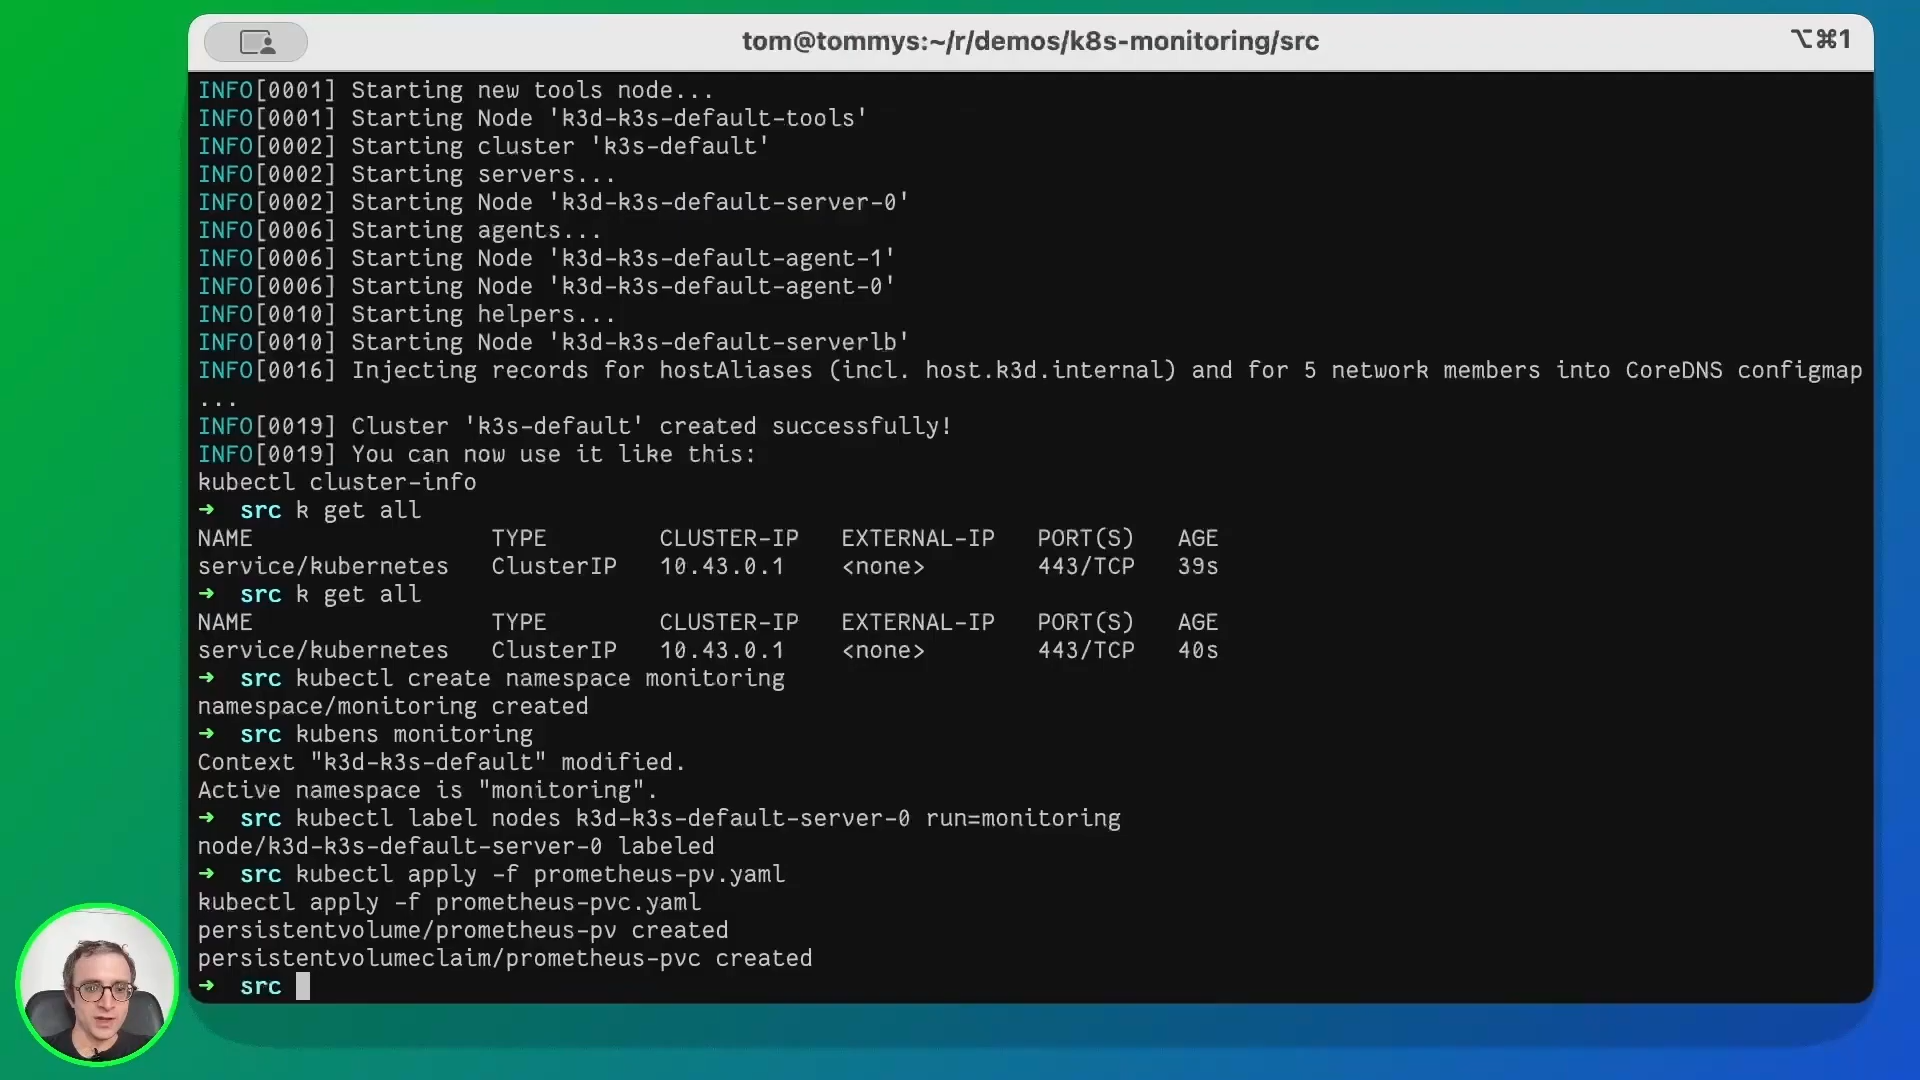 tom@tommys:~/r/demos/k8s-monitoring/src
⌥⌘1
INFO[0001] Starting new tools node...
INFO[0001] Starting Node 'k3d-k3s-default-tools'
INFO[0002] Starting cluster 'k3s-default'
INFO[0002] Starting servers...
INFO[0002] Starting Node 'k3d-k3s-default-server-0'
INFO[0006] Starting agents...
INFO[0006] Starting Node 'k3d-k3s-default-agent-1'
INFO[0006] Starting Node 'k3d-k3s-default-agent-0'
INFO[0010] Starting helpers...
INFO[0010] Starting Node 'k3d-k3s-default-serverlb'
INFO[0016] Injecting records for hostAliases (incl. host.k3d.internal) and for 5 network members into CoreDNS configmap
...
INFO[0019] Cluster 'k3s-default' created successfully!
INFO[0019] You can now use it like this:
kubectl cluster-info
➜ src k get all
NAME TYPE CLUSTER-IP EXTERNAL-IP PORT(S) AGE
service/kubernetes ClusterIP 10.43.0.1 <none> 443/TCP 39s
➜ src k get all
NAME TYPE CLUSTER-IP EXTERNAL-IP PORT(S) AGE
service/kubernetes ClusterIP 10.43.0.1 <none> 443/TCP 40s
➜ src kubectl create namespace monitoring
namespace/monitoring created
➜ src kubens monitoring
Context "k3d-k3s-default" modified.
Active namespace is "monitoring".
➜ src kubectl label nodes k3d-k3s-default-server-0 run=monitoring
node/k3d-k3s-default-server-0 labeled
➜ src kubectl apply -f prometheus-pv.yaml
kubectl apply -f prometheus-pvc.yaml
persistentvolume/prometheus-pv created
persistentvolumeclaim/prometheus-pvc created
➜ src